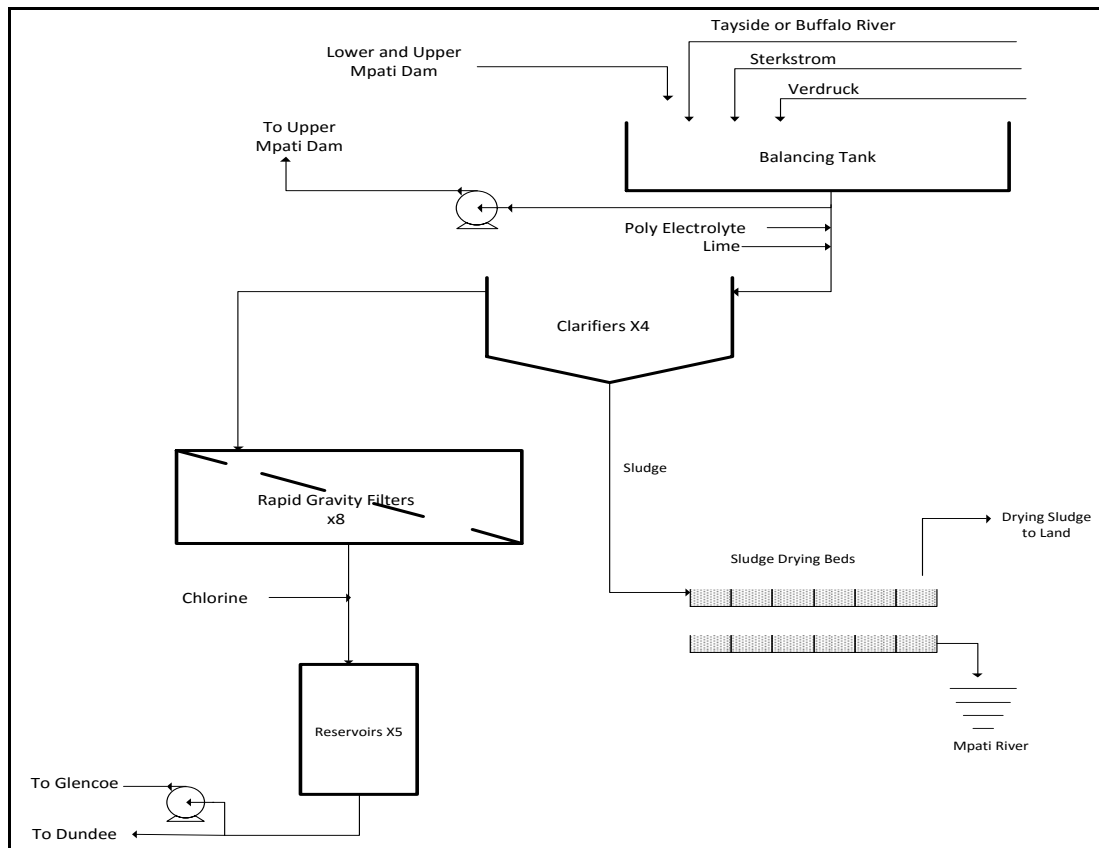 Tayside or Buffalo River
Lower and Upper
Mpati Dam
Sterkstrom
Verdruck
To Upper
Mpati Dam
Balancing Tank
Poly Electrolyte
Lime
Clarifiers X4
Sludge
Rapid Gravity Filters
x8
Drying Sludge
to Land
Sludge Drying Beds
Chlorine
Reservoirs X5
Mpati River
To Glencoe
To Dundee